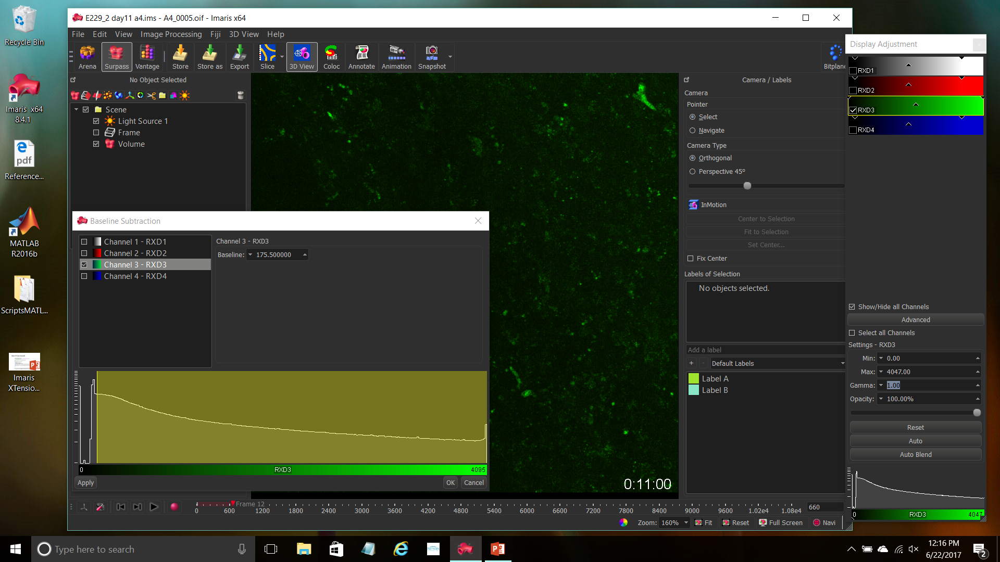 Recycle Bin
Imaris x64
8.4.1
pdf
Reference...
MATLAB
R2016b
ScriptsMATL...
Imaris
XTensio...
E229_2 day11 a4.ims - A4_0005.oif - Imaris x64
File Edit View Image Processing Fiji 3D View Help
Arena Surpass Vantage Store Store as Export Slice 3D View Coloc Annotate Animation Snapshot Bitplane
No Object Selected
Scene
Light Source 1
Frame
Volume
Baseline Subtraction
Channel 1 - RXD1
Channel 2 - RXD2
Channel 3 - RXD3
Channel 4 - RXD4
Channel 3 - RXD3
Baseline: 175.500000
0 RXD3 4095
Apply OK Cancel
0:11:00
Camera / Labels
Camera
Pointer
Select
Navigate
Camera Type
Orthogonal
Perspective 45º
InMotion
Center to Selection
Fit to Selection
Set Center...
Fix Center
Labels of Selection
No objects selected.
Add a label
+ - Default Labels
Label A
Label B
Frame 12
0 600 1200 1800 2400 3000 3600 4200 4800 5400 6000 6600 7200 7800 8400 9000 9600 1.02e4 1.08e4
660
Zoom: 160% Fit Reset Full Screen Navi
Display Adjustment
RXD1
RXD2
RXD3
RXD4
Show/Hide all Channels
Advanced
Select all Channels
Settings - RXD3
Min: 0.00
Max: 4047.00
Gamma: 1.00
Opacity: 100.00%
Reset
Auto
Auto Blend
0 RXD3 4047
Type here to search
12:16 PM
6/22/2017
2